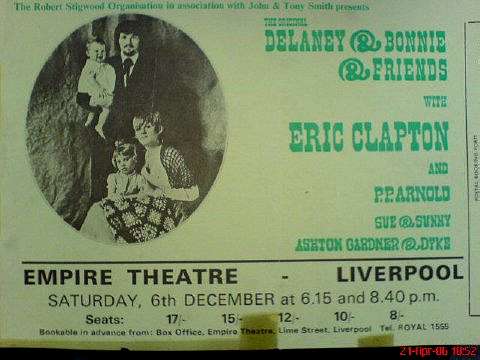 The Robert Stigwood Organisation in association with John & Tony Smith presents
THE ORIGINAL
DELANEY & BONNIE
& FRIENDS
WITH
ERIC CLAPTON
AND
P.P. ARNOLD
SUE & SUNNY
ASHTON GARDNER & DYKE
EMPIRE THEATRE - LIVERPOOL
SATURDAY, 6th DECEMBER at 6.15 and 8.40 p.m.
Seats: 17/- 15/- 12/- 10/- 8/-
Bookable in advance from: Box Office, Empire Theatre, Lime Street, Liverpool Tel. ROYAL 1555
21-Apr-06 10:52